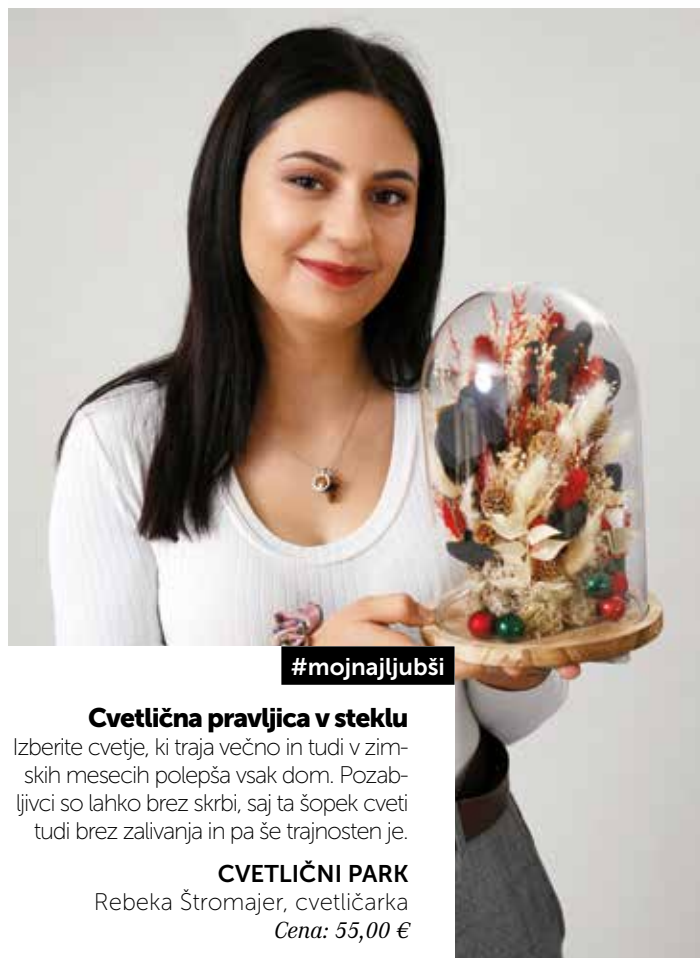 #mojnajljubši
Cvetlična pravljica v steklu
Izberite cvetje, ki traja večno in tudi v zim-
skih mesecih polepša vsak dom. Pozab-
ljivci so lahko brez skrbi, saj ta šopek cveti
tudi brez zalivanja in pa še trajnosten je.
CVETLIČNI PARK
Rebeka Štromajer, cvetličarka
Cena: 55,00 €